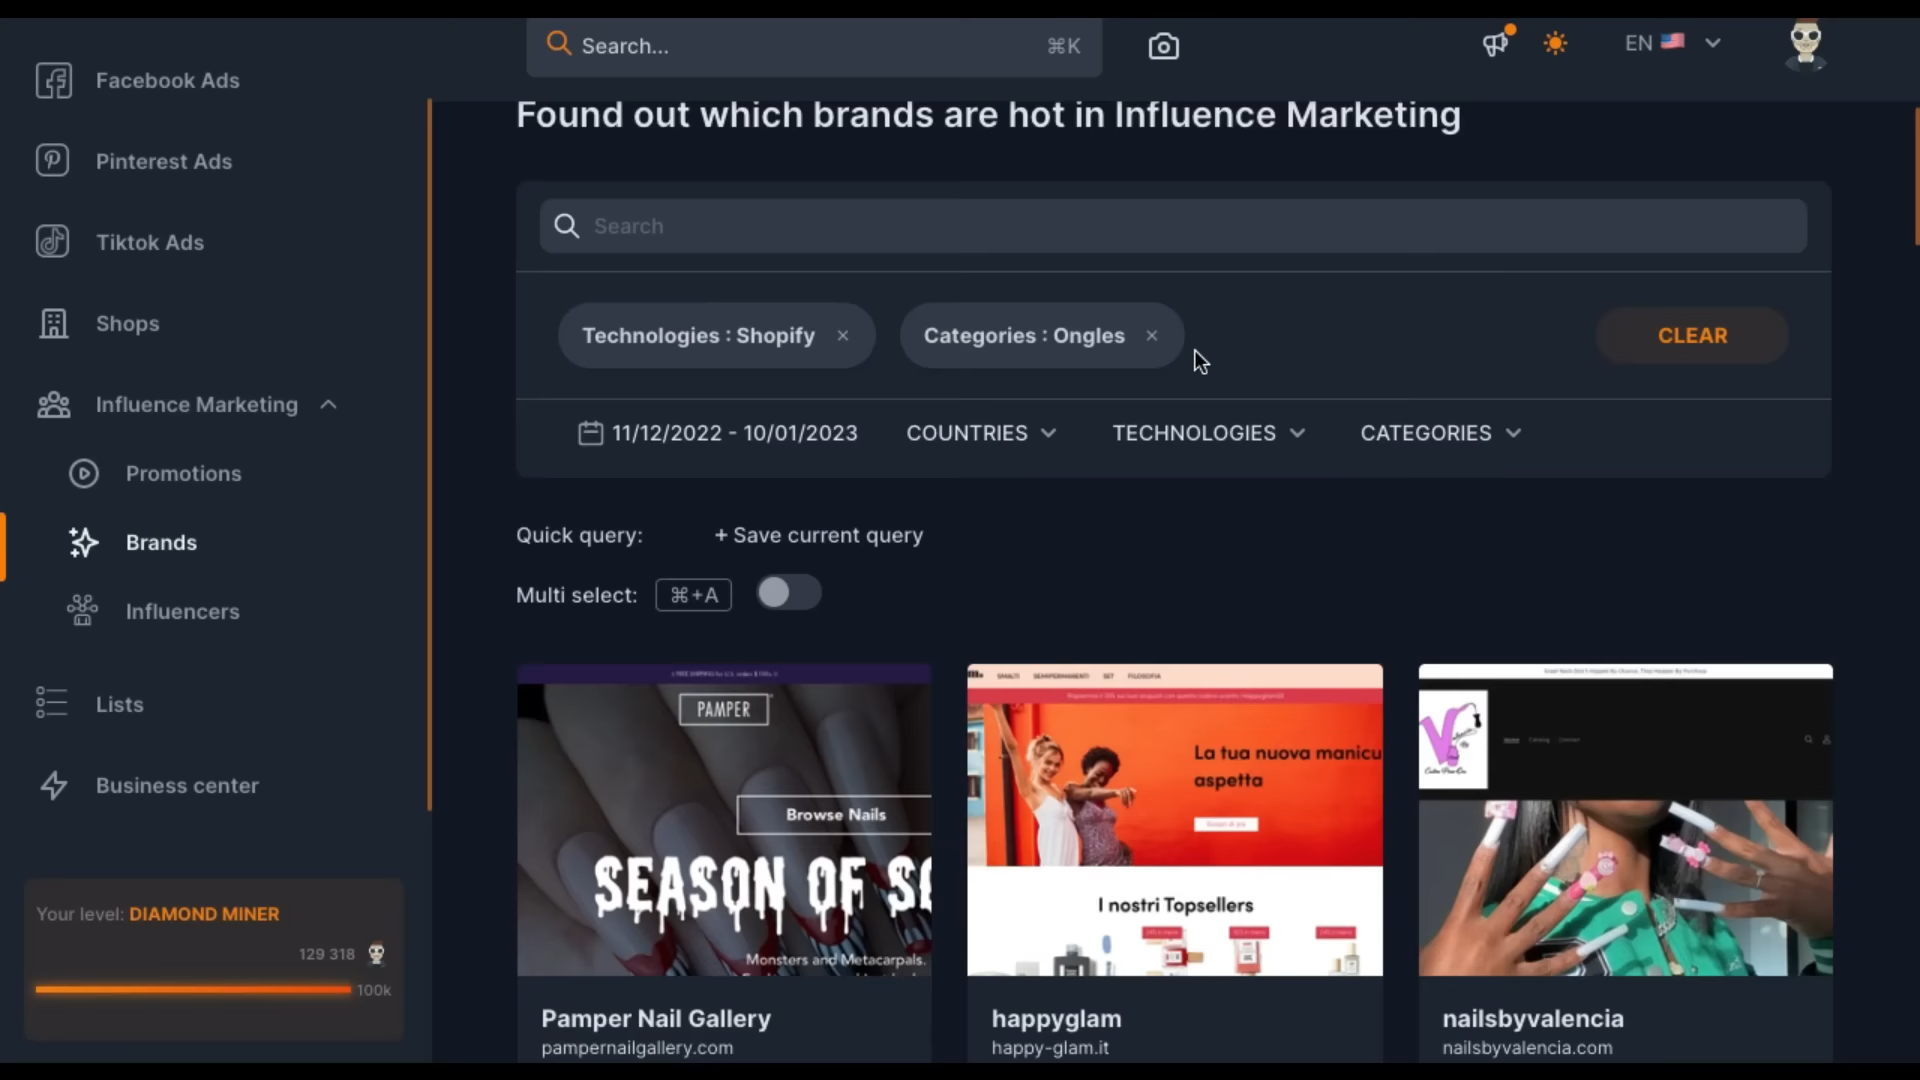 Search...
⌘K
EN
Facebook Ads
Pinterest Ads
Tiktok Ads
Shops
Influence Marketing
Promotions
Brands
Influencers
Lists
Business center
Your level: DIAMOND MINER
129 318
100k
Found out which brands are hot in Influence Marketing
Search
Technologies : Shopify ×
Categories : Ongles ×
CLEAR
11/12/2022 - 10/01/2023
COUNTRIES
TECHNOLOGIES
CATEGORIES
Quick query:
+ Save current query
Multi select:
⌘+A
PAMPER
Browse Nails
SEASON OF
Monsters and Metacarpals.
Pamper Nail Gallery
pampernailgallery.com
SMALTI
SEMIPERMANENTI
SET
FILOSOFIA
La tua nuova manicu
aspetta
I nostri Topsellers
happyglam
happy-glam.it
nailsbyvalencia
nailsbyvalencia.com